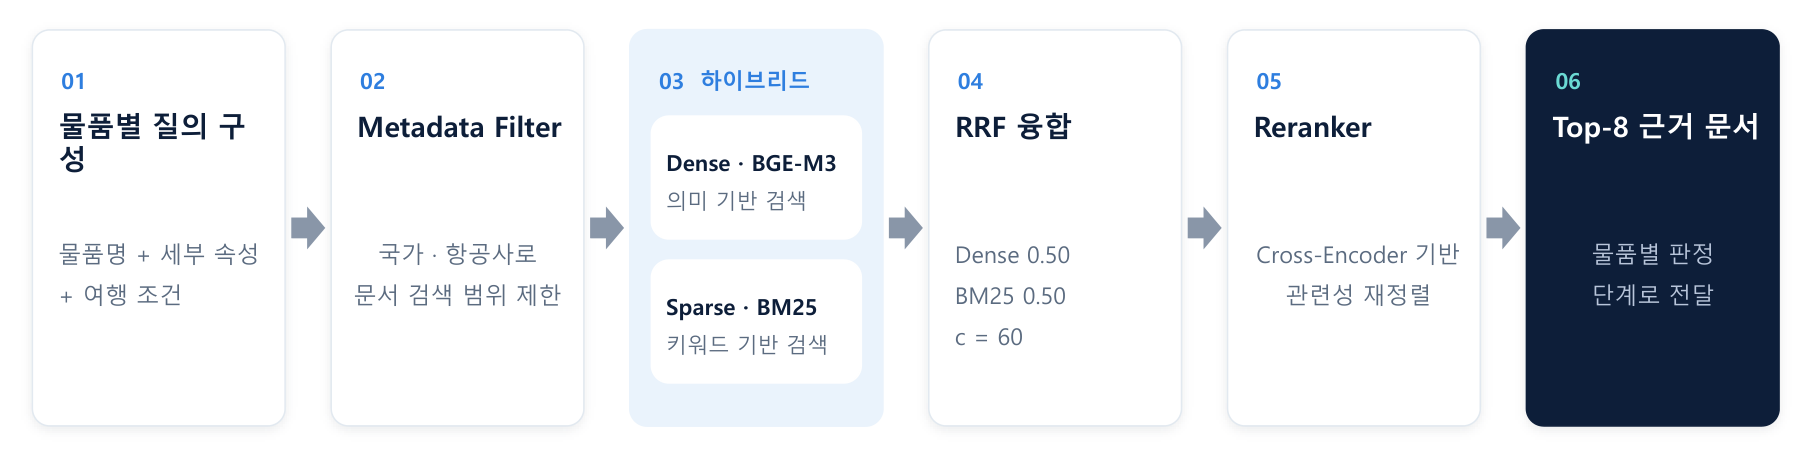 01
물품별 질의 구
성
물품명 + 세부 속성
+ 여행 조건
02
Metadata Filter
국가 · 항공사로
문서 검색 범위 제한
03 하이브리드
Dense · BGE-M3
의미 기반 검색
Sparse · BM25
키워드 기반 검색
04
RRF 융합
Dense 0.50
BM25 0.50
c = 60
05
Reranker
Cross-Encoder 기반
관련성 재정렬
06
Top-8 근거 문서
물품별 판정
단계로 전달